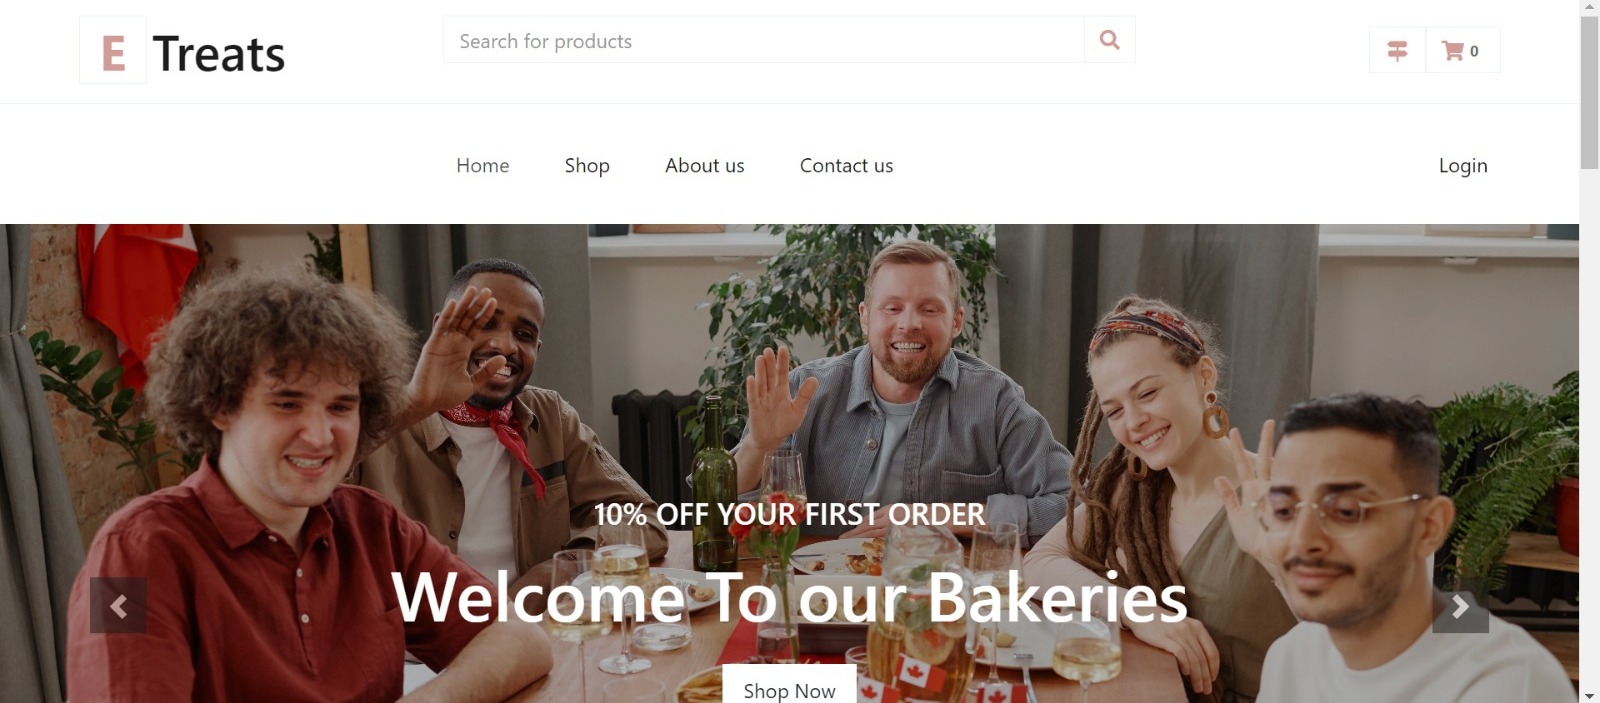 E Treats
Search for products
0
Home Shop About us Contact us Login
10% OFF YOUR FIRST ORDER
Welcome To our Bakeries
Shop Now